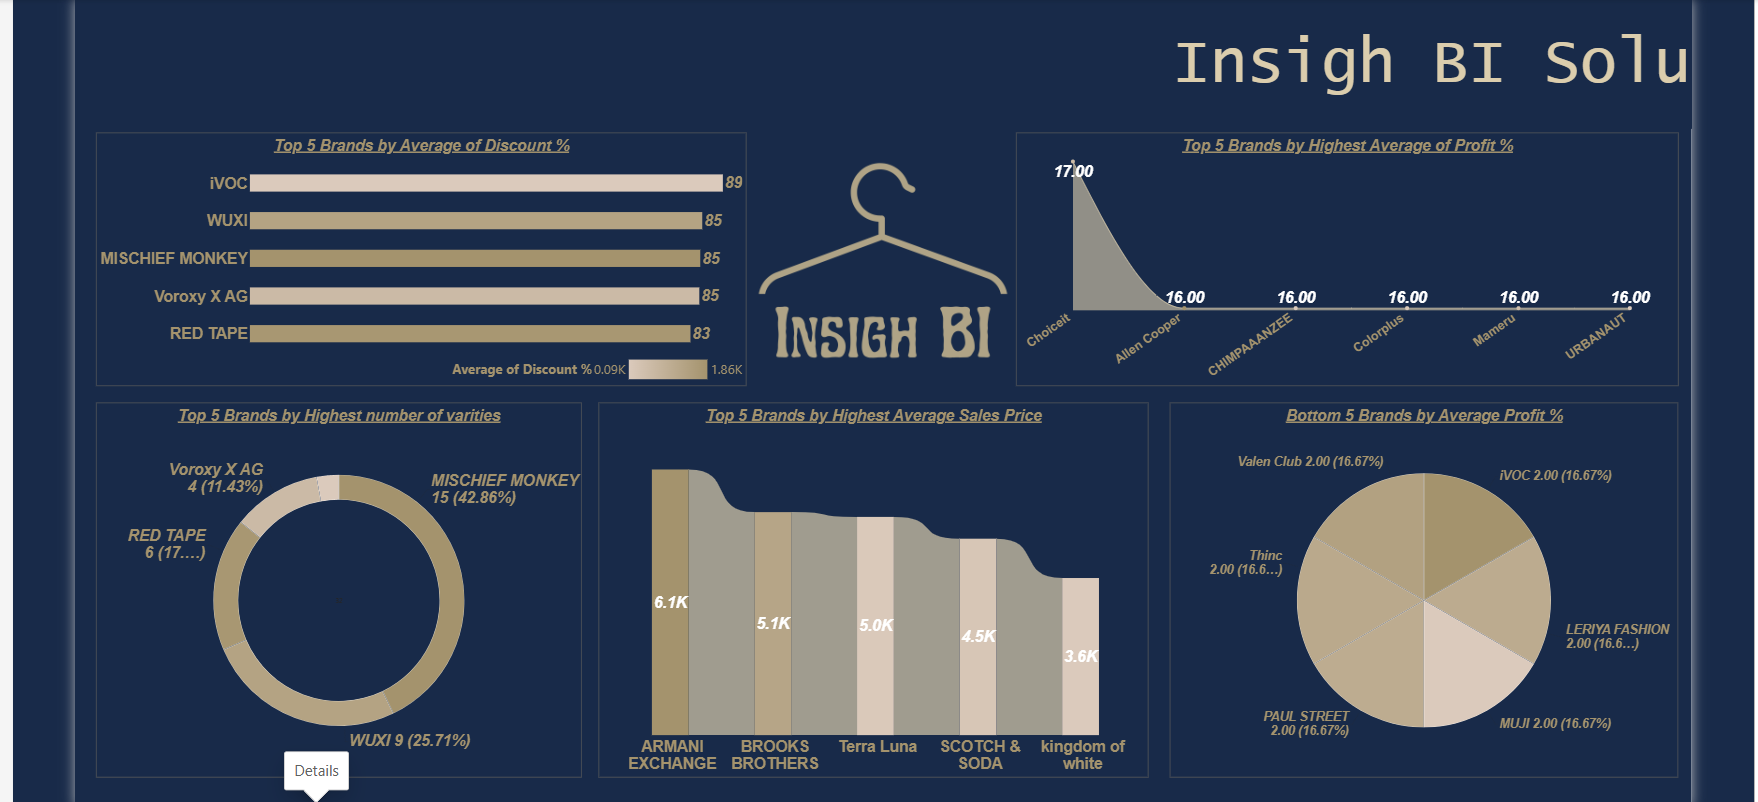 Insigh BI Solu
Top 5 Brands by Average of Discount %
iVOC 89
WUXI 85
MISCHIEF MONKEY 85
Voroxy X AG 85
RED TAPE 83
Average of Discount % 0.09K 1.86K
INSIGH BI
Top 5 Brands by Highest Average of Profit %
17.00
16.00 16.00 16.00 16.00 16.00
Choiceit Allen Cooper CHIMPAAANZEE Colorplus Mameru URBANAUT
Top 5 Brands by Highest number of varities
Voroxy X AG
4 (11.43%)
MISCHIEF MONKEY
15 (42.86%)
RED TAPE
6 (17....)
WUXI 9 (25.71%)
Details
Top 5 Brands by Highest Average Sales Price
6.1K
5.1K
5.0K
4.5K
3.6K
ARMANI
EXCHANGE
BROOKS
BROTHERS
Terra Luna
SCOTCH &
SODA
kingdom of
white
Bottom 5 Brands by Average Profit %
Valen Club 2.00 (16.67%)
iVOC 2.00 (16.67%)
Thinc
2.00 (16.6...)
LERIYA FASHION
2.00 (16.6...)
PAUL STREET
2.00 (16.67%)
MUJI 2.00 (16.67%)